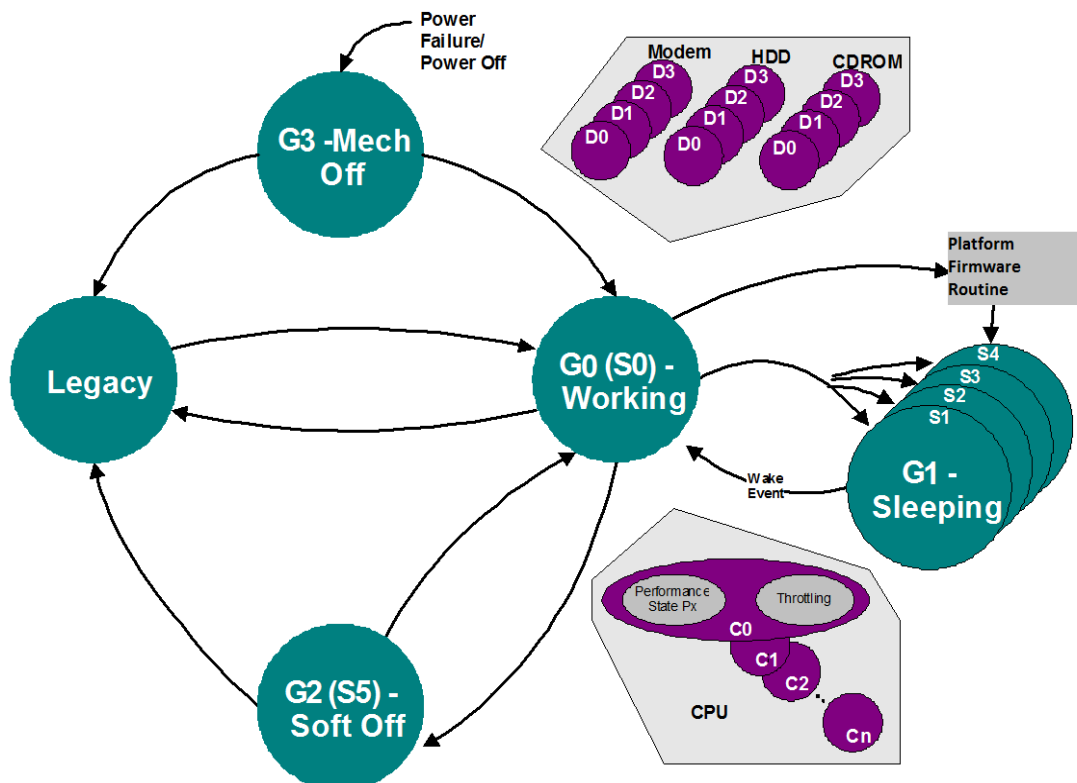 Power
Failure/
Power Off
G3 -Mech
Off
Modem
HDD
CDROM
D3
D2
D1
D0
D3
D2
D1
D0
D3
D2
D1
D0
Platform
Firmware
Routine
Legacy
G0 (S0) -
Working
S4
S3
S2
S1
G1 -
Sleeping
Wake
Event
Performance
State Px
Throttling
C0
C1
C2
Cn
CPU
G2 (S5) -
Soft Off